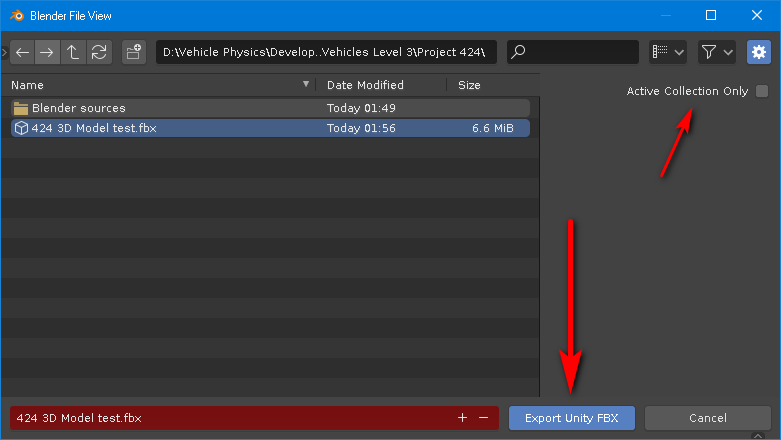 Blender File View
D:\Vehicle Physics\Develop..Vehicles Level 3\Project 424\
Name Date Modified Size
Active Collection Only
Blender sources Today 01:49
424 3D Model test.fbx Today 01:56 6.6 MiB
424 3D Model test.fbx + − Export Unity FBX Cancel